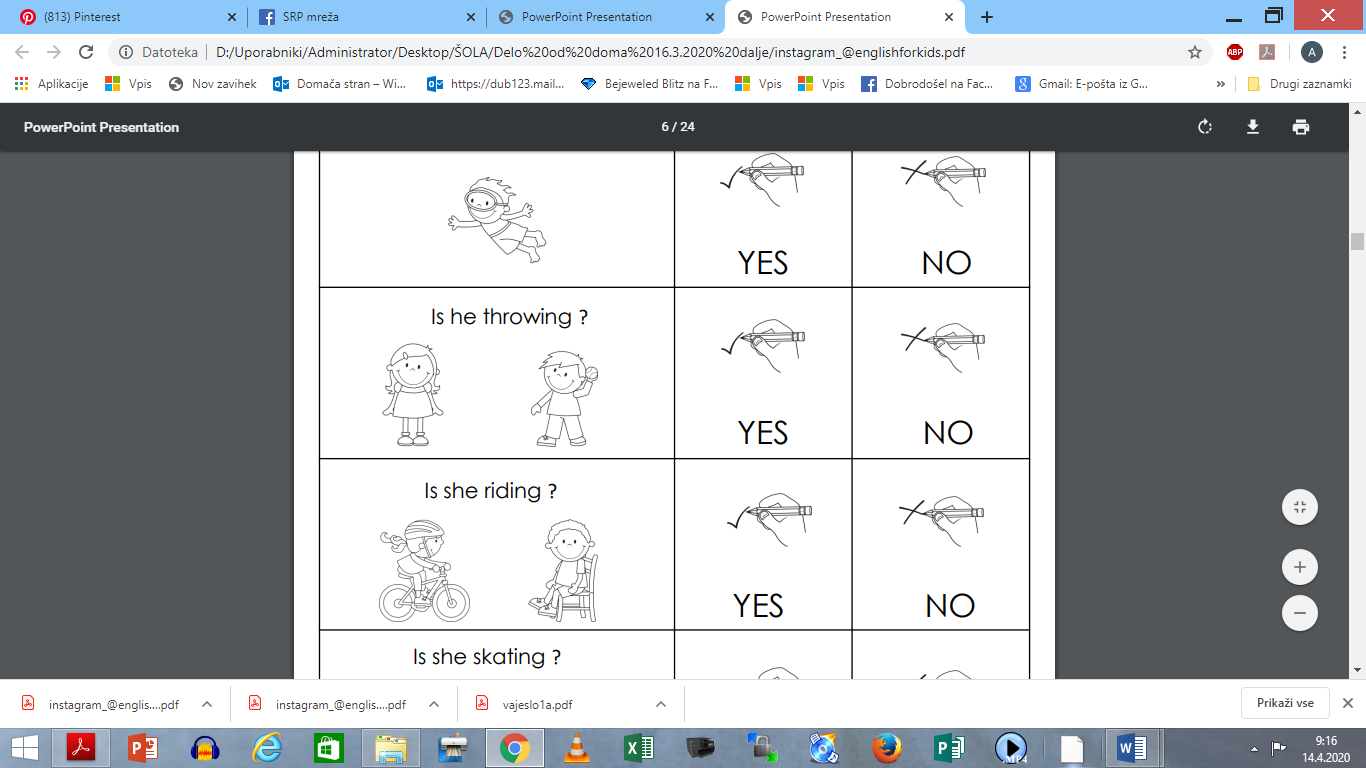 (813) Pinterest
SRP mreža
PowerPoint Presentation
PowerPoint Presentation
Datoteka
D:/Uporabniki/Administrator/Desktop/ŠOLA/Delo%20od%20doma%2016.3.2020%20dalje/instagram_@englishforkids.pdf
ABP
A
Aplikacije
Vpis
Nov zavihek
Domača stran – Wi...
https://dub123.mail...
Bejeweled Blitz na F...
Vpis
Vpis
Dobrodošel na Fac...
Gmail: E-pošta iz G...
»
Drugi zaznamki
PowerPoint Presentation
6 / 24
YES
NO
Is he throwing ?
YES
NO
Is she riding ?
YES
NO
Is she skating ?
instagram_@englis....pdf
instagram_@englis....pdf
vajeslo1a.pdf
Prikaži vse
MP4
9:16
14.4.2020